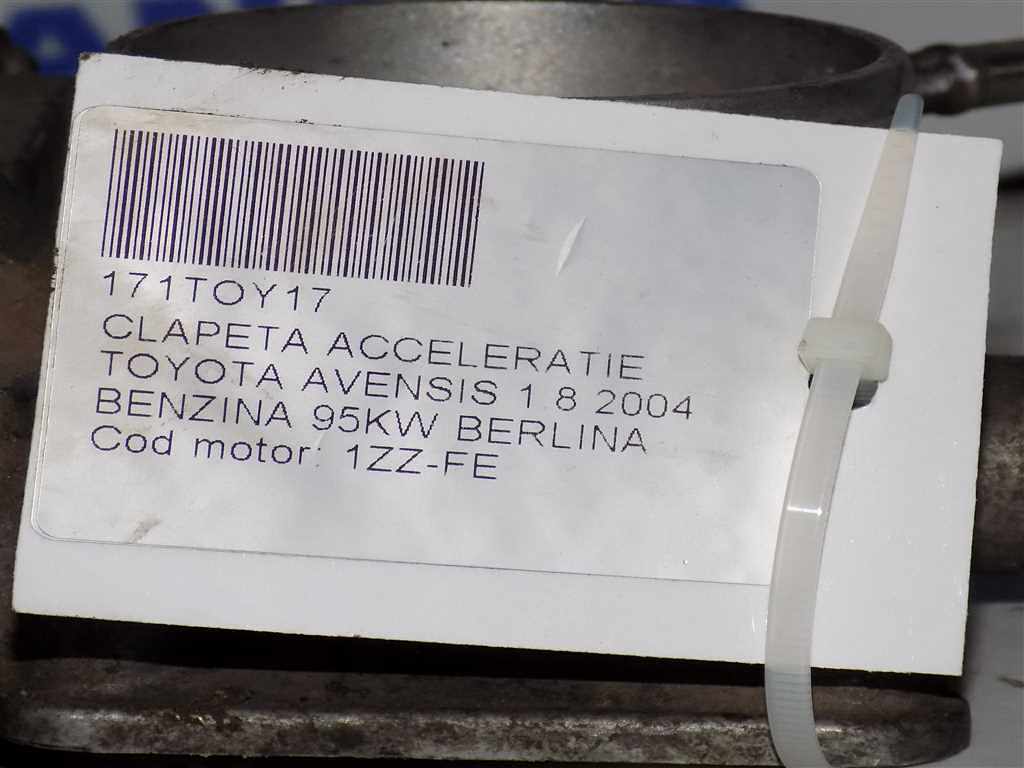 171TOY17
CLAPETA ACCELERATIE
TOYOTA AVENSIS 1.8 2004
BENZINA 95KW BERLINA
Cod motor: 1ZZ-FE